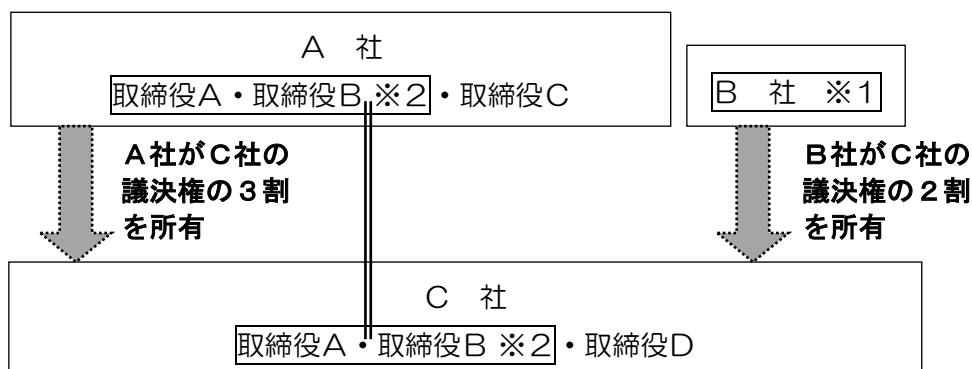 A 社
取締役A・取締役B ※2・取締役C
B 社 ※1
A社がC社の
議決権の3割
を所有
B社がC社の
議決権の2割
を所有
C 社
取締役A・取締役B ※2・取締役D